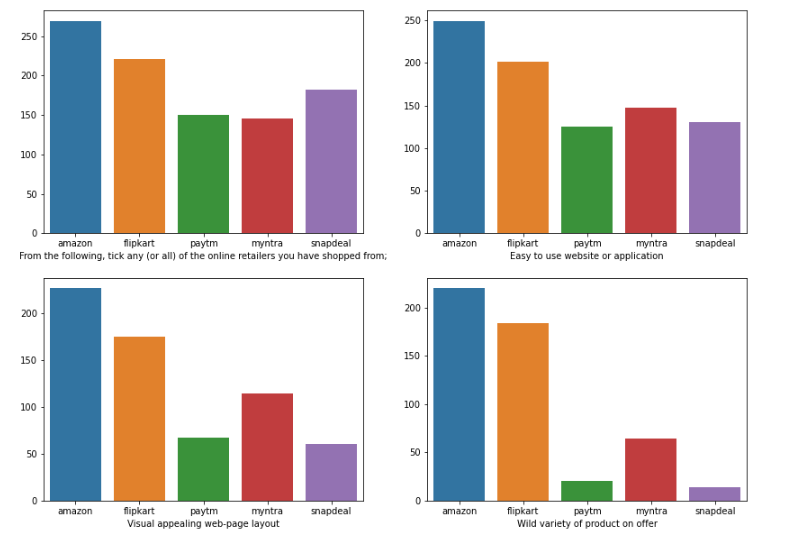 250
200
150
100
50
0
amazon flipkart paytm myntra snapdeal
From the following, tick any (or all) of the online retailers you have shopped from;
250
200
150
100
50
0
amazon flipkart paytm myntra snapdeal
Easy to use website or application
200
150
100
50
0
amazon flipkart paytm myntra snapdeal
Visual appealing web-page layout
200
150
100
50
0
amazon flipkart paytm myntra snapdeal
Wild variety of product on offer